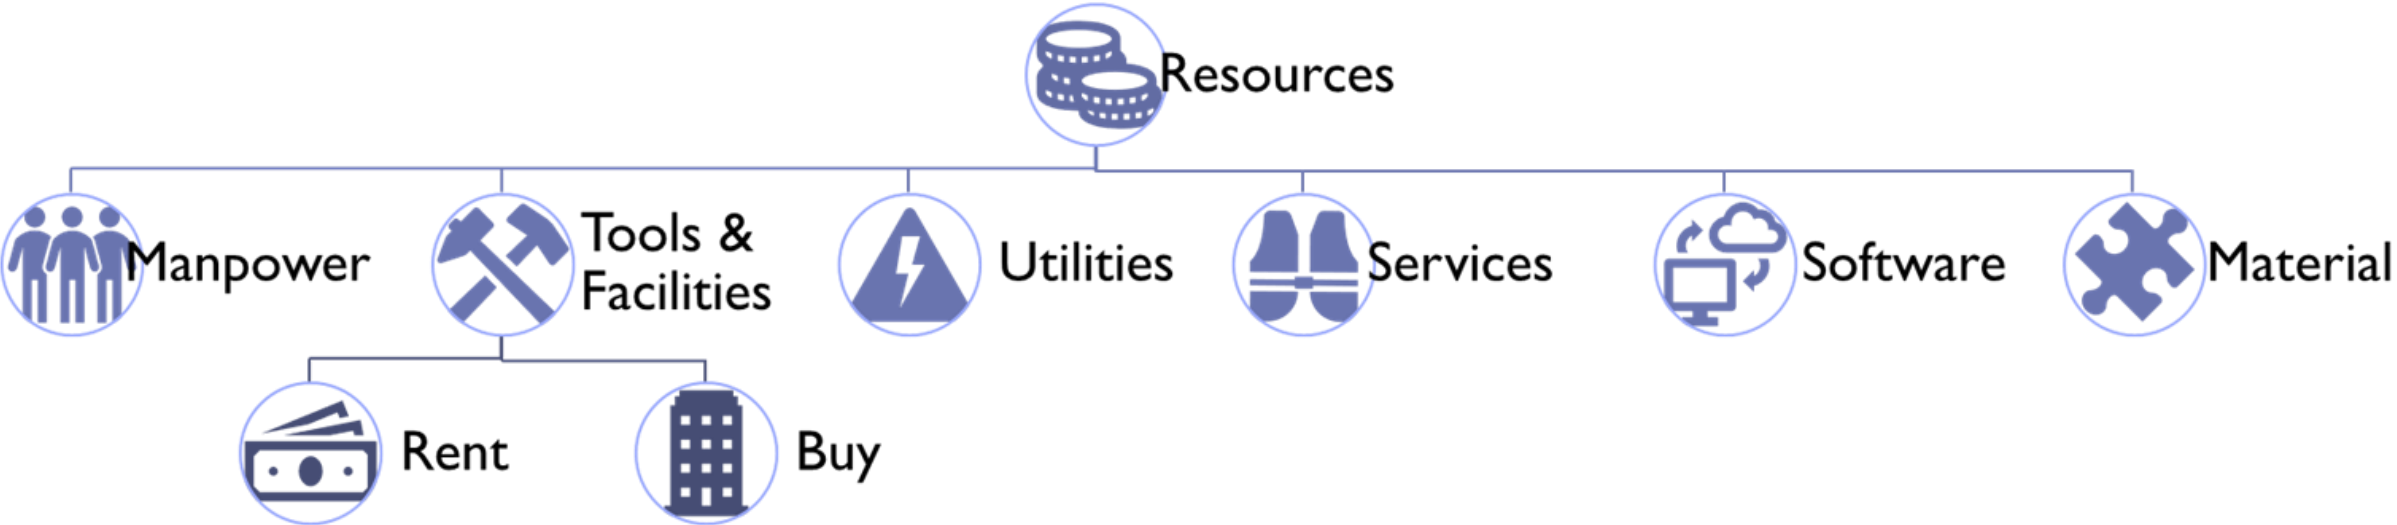 Resources
Manpower
Tools &
Facilities
Utilities
Services
Software
Material
Rent
Buy